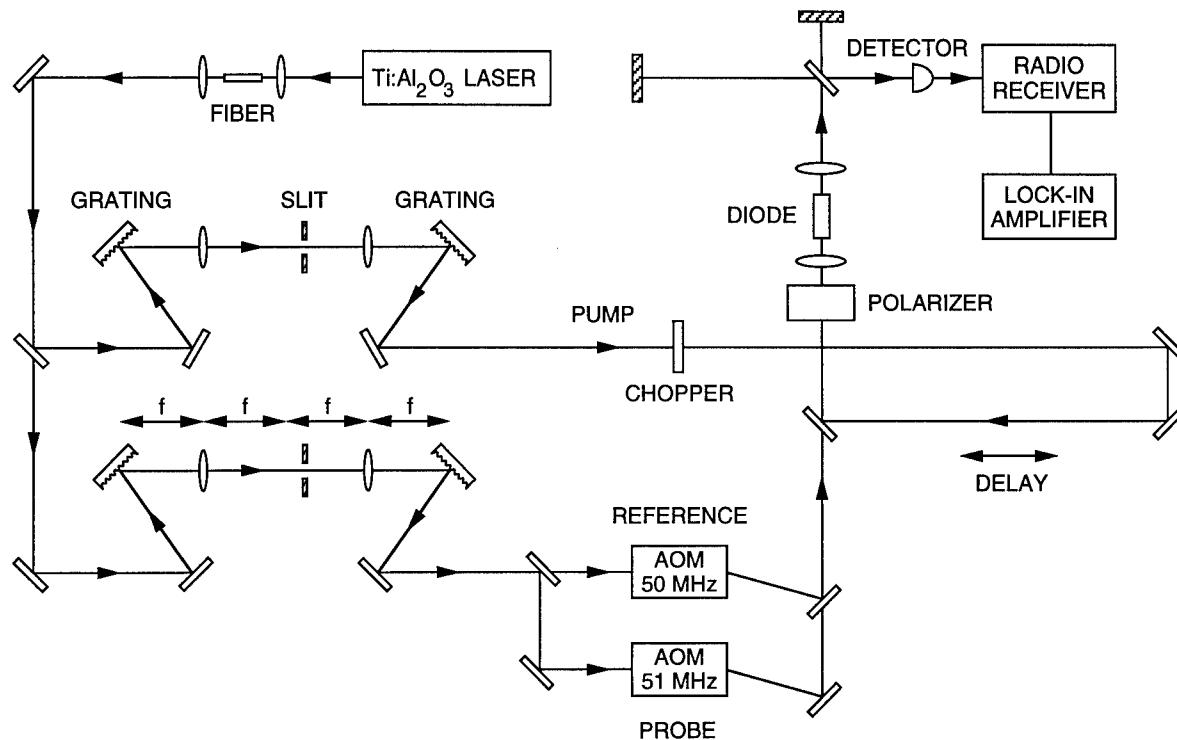 DETECTOR
RADIO
RECEIVER
Ti:Al2O3 LASER
FIBER
LOCK-IN
AMPLIFIER
GRATING
SLIT
GRATING
DIODE
POLARIZER
PUMP
CHOPPER
f
f
f
f
DELAY
REFERENCE
AOM
50 MHz
AOM
51 MHz
PROBE